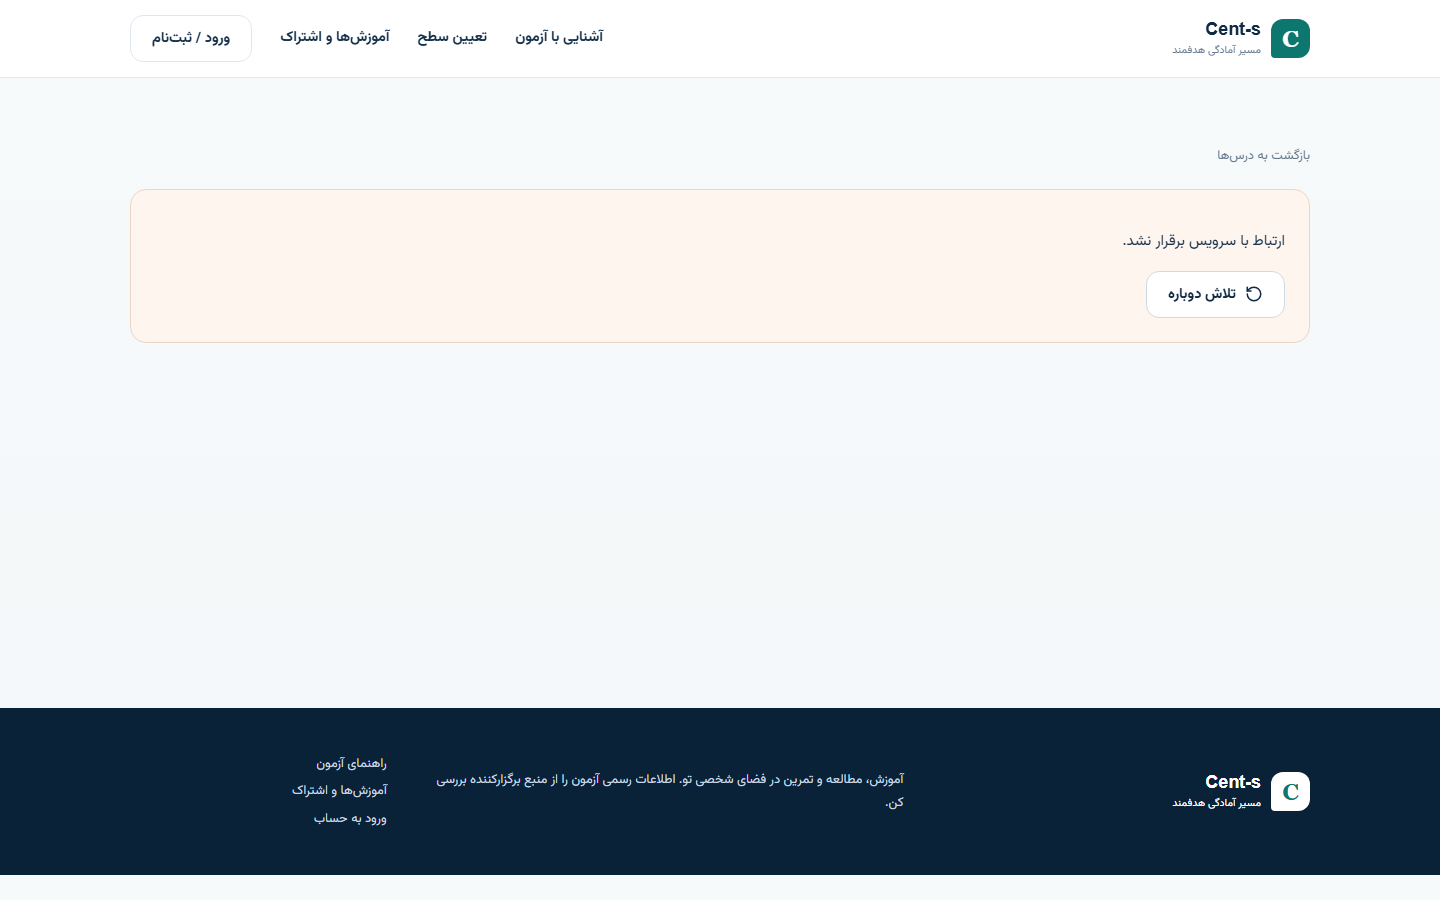 C
Cent-s
مسیر آمادگی هدفمند
آشنایی با آزمون
تعیین سطح
آموزش‌ها و اشتراک
ورود / ثبت‌نام
بازگشت به درس‌ها
ارتباط با سرویس برقرار نشد.
تلاش دوباره
C
Cent-s
مسیر آمادگی هدفمند
آموزش، مطالعه و تمرین در فضای شخصی تو. اطلاعات رسمی آزمون را از منبع برگزارکننده بررسی
کن.
راهنمای آزمون
آموزش‌ها و اشتراک
ورود به حساب